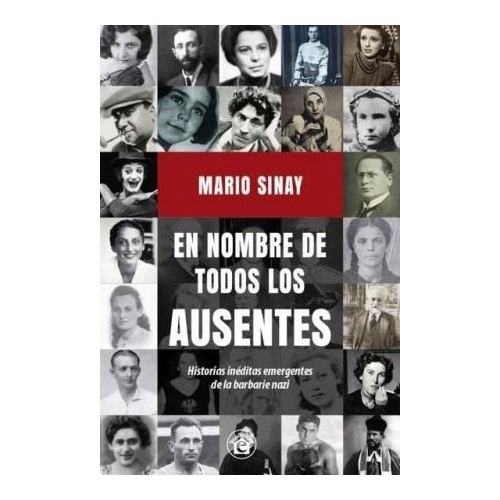 MARIO SINAY
EN NOMBRE DE
TODOS LOS
AUSENTES
Historias inéditas emergentes
de la barbarie nazi
e